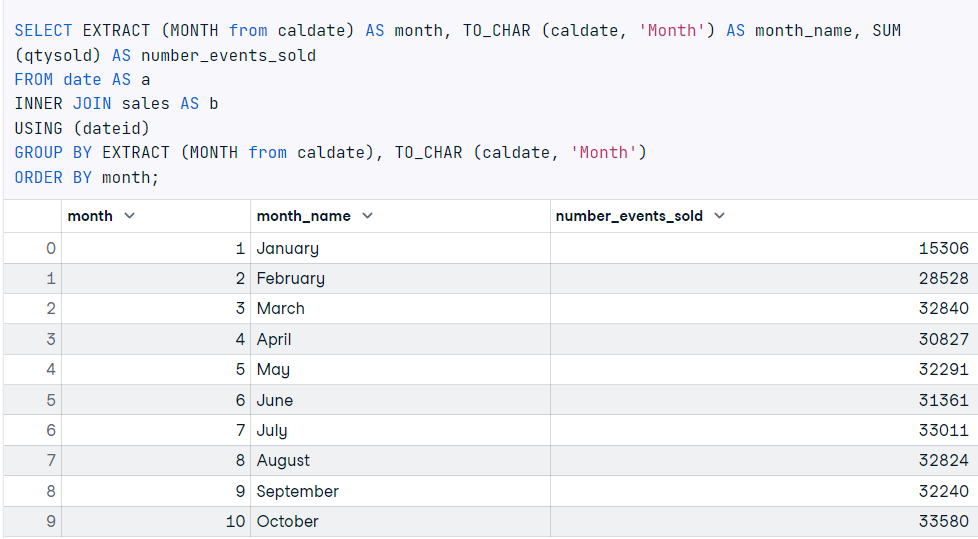 SELECT EXTRACT (MONTH from caldate) AS month, TO_CHAR (caldate, 'Month') AS month_name, SUM
(qtysold) AS number_events_sold
FROM date AS a
INNER JOIN sales AS b
USING (dateid)
GROUP BY EXTRACT (MONTH from caldate), TO_CHAR (caldate, 'Month')
ORDER BY month;
month month_name number_events_sold
0 1 January 15306
1 2 February 28528
2 3 March 32840
3 4 April 30827
4 5 May 32291
5 6 June 31361
6 7 July 33011
7 8 August 32824
8 9 September 32240
9 10 October 33580